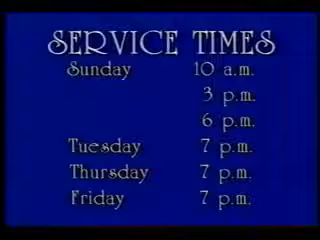 SERVICE TIMES
Sunday 10 a.m.
3 p.m.
6 p.m.
Tuesday 7 p.m.
Thursday 7 p.m.
Friday 7 p.m.